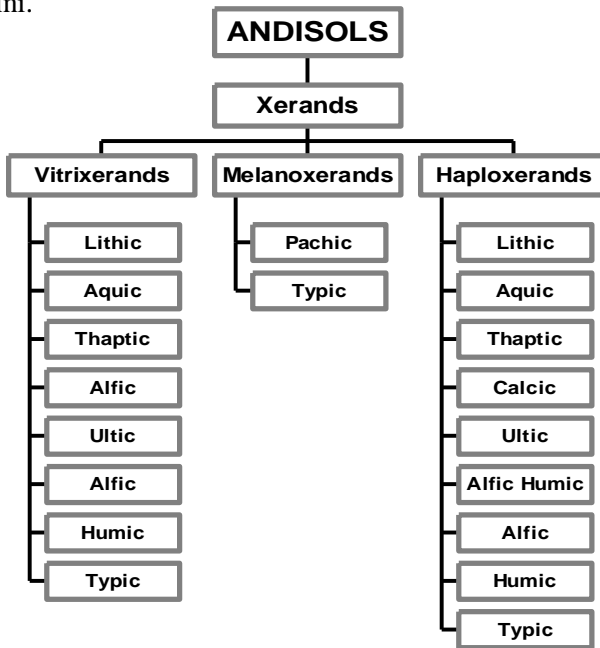 ANDISOLS
Xerands
Vitrixerands
Melanoxerands
Haploxerands
Lithic
Aquic
Thaptic
Alfic
Ultic
Alfic
Humic
Typic
Pachic
Typic
Lithic
Aquic
Thaptic
Calcic
Ultic
Alfic Humic
Alfic
Humic
Typic